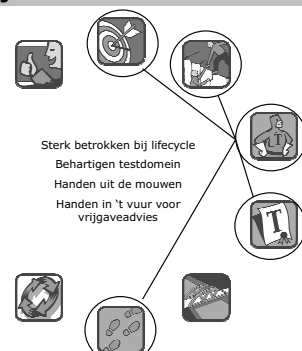 Sterk betrokken bij lifecycle
Behartigen testdomein
Handen uit de mouwen
Handen in ‘t vuur voor
vrijgaveadvies
T
T